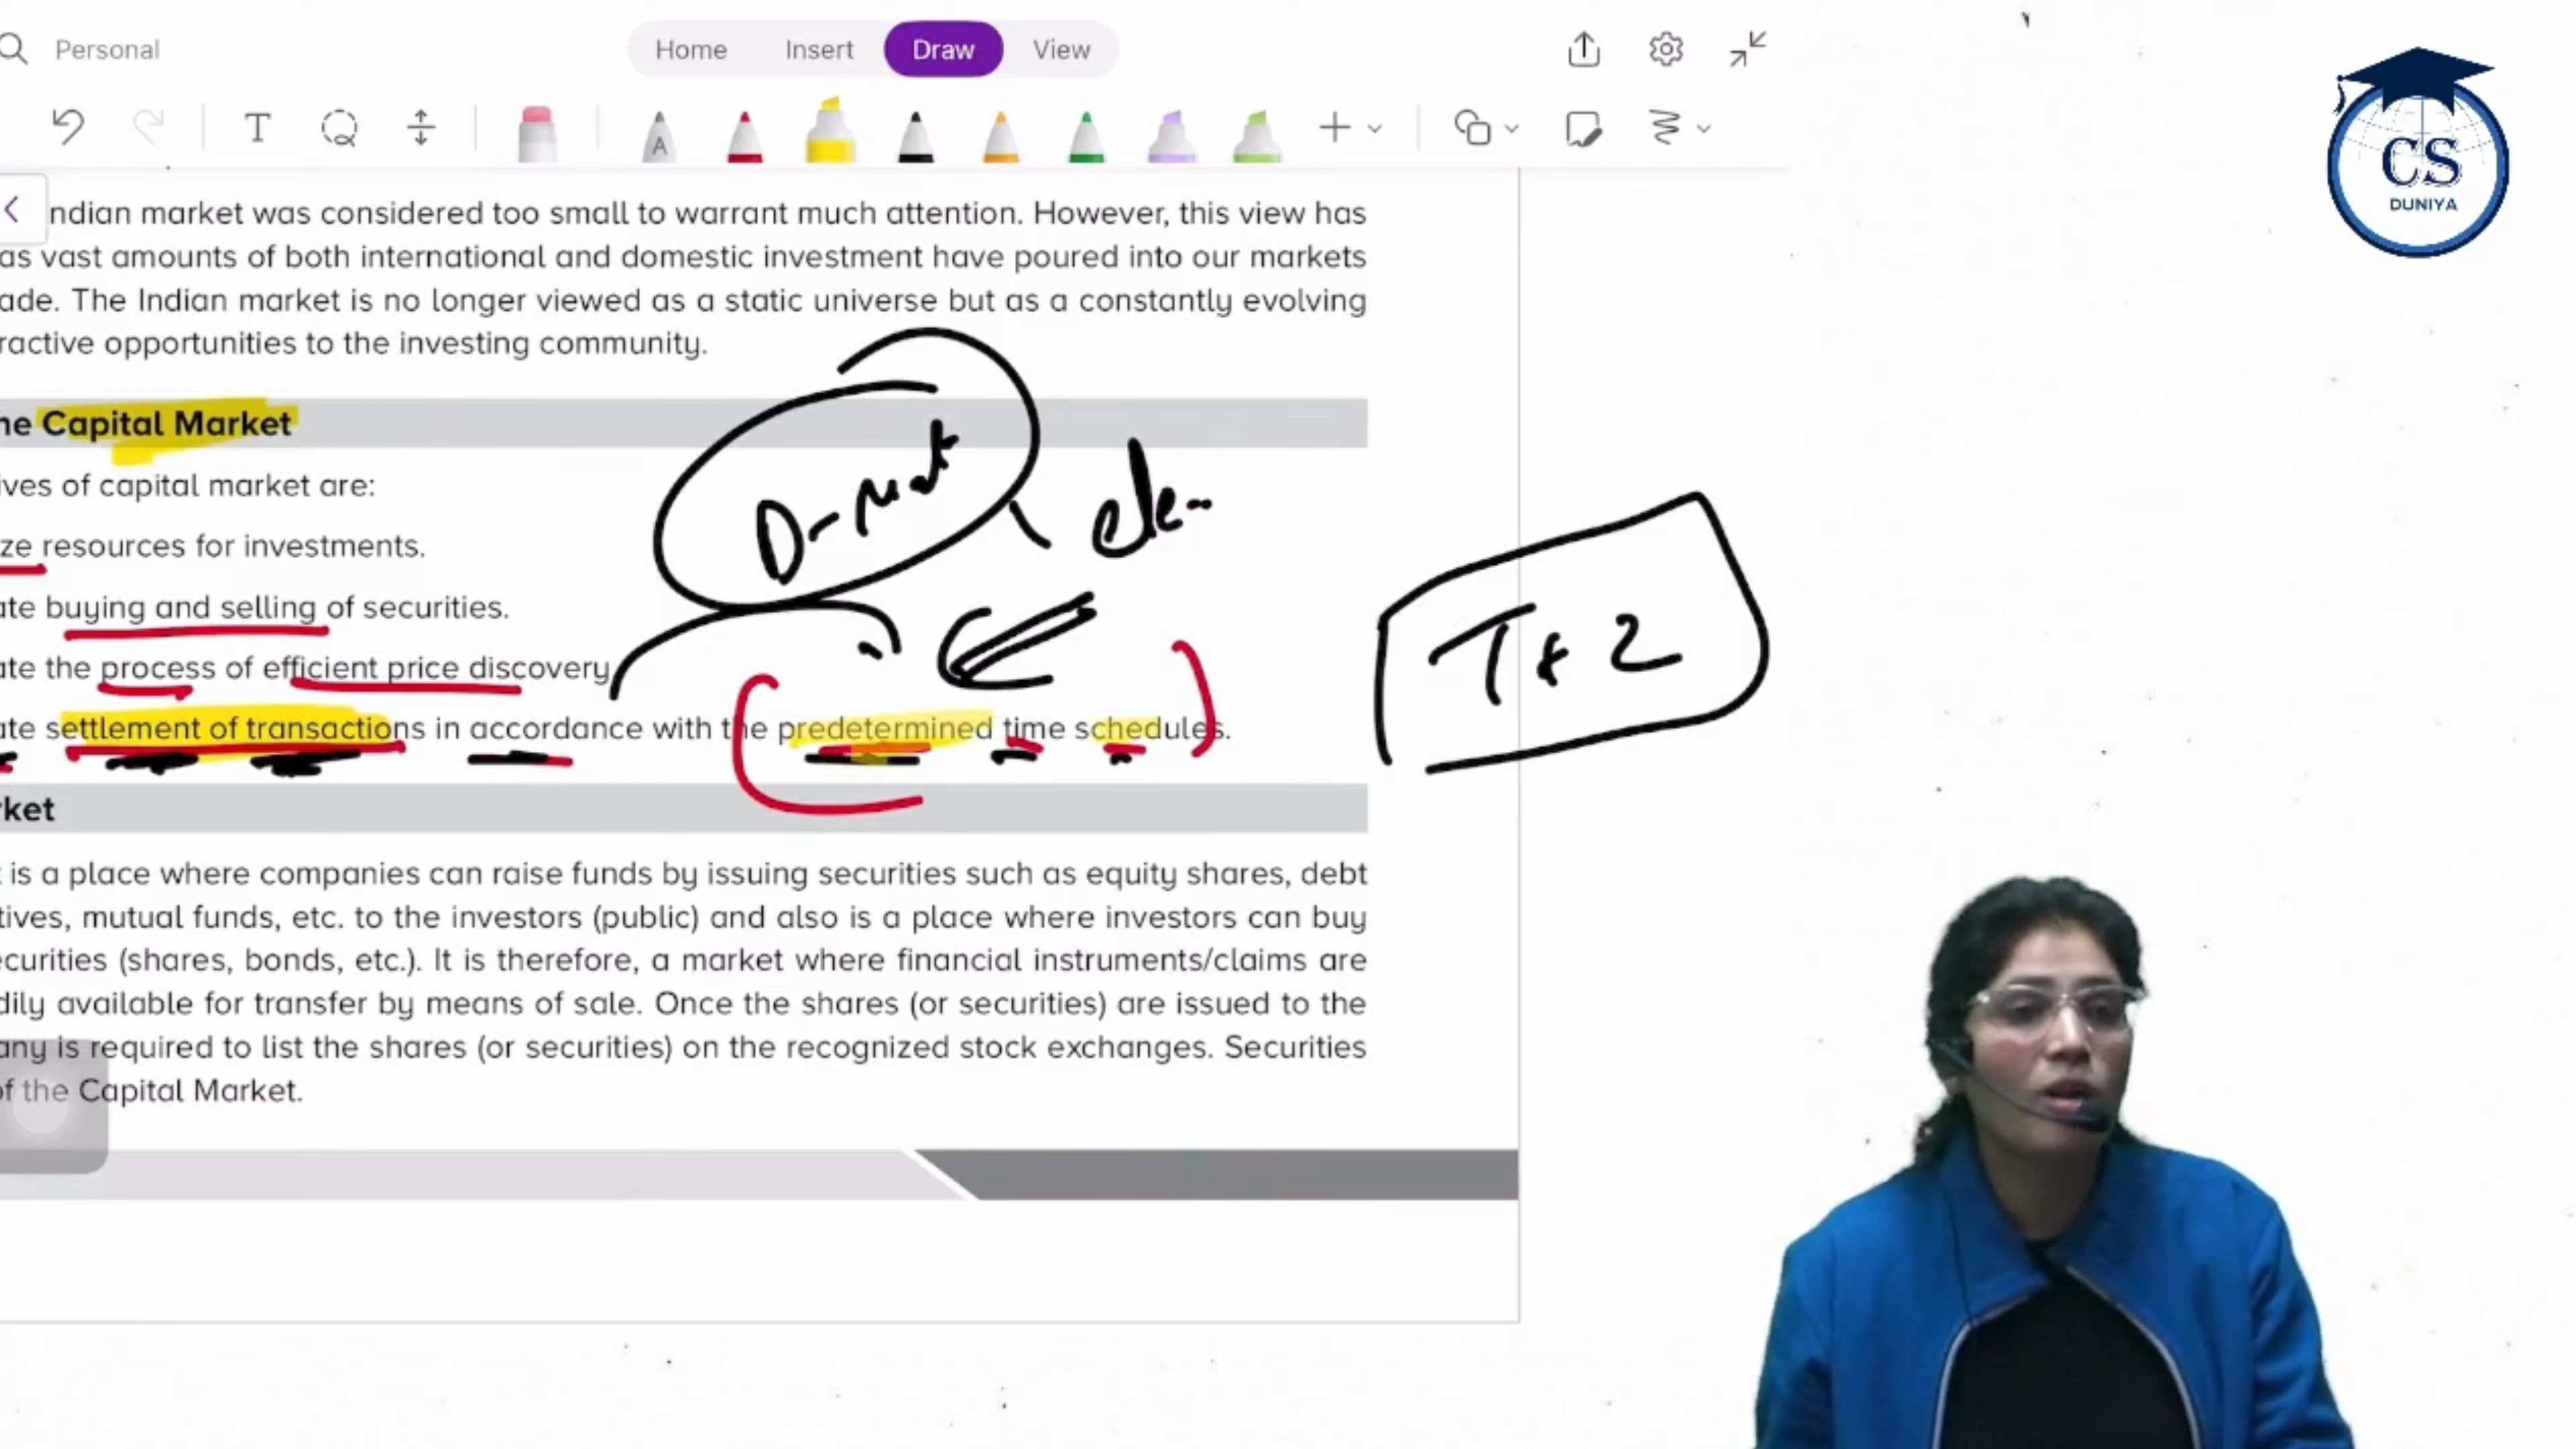 Personal
Home Insert Draw View
T
A
ndian market was considered too small to warrant much attention. However, this view has
as vast amounts of both international and domestic investment have poured into our markets
ade. The Indian market is no longer viewed as a static universe but as a constantly evolving
ractive opportunities to the investing community.
ne Capital Market
ives of capital market are:
ze resources for investments.
ate buying and selling of securities.
ate the process of efficient price discovery
ate settlement of transactions in accordance with the predetermined time schedules.
D-Mat
ele--
T+2
rket
t is a place where companies can raise funds by issuing securities such as equity shares, debt
tives, mutual funds, etc. to the investors (public) and also is a place where investors can buy
ecurities (shares, bonds, etc.). It is therefore, a market where financial instruments/claims are
dily available for transfer by means of sale. Once the shares (or securities) are issued to the
any is required to list the shares (or securities) on the recognized stock exchanges. Securities
of the Capital Market.
CS
DUNIYA